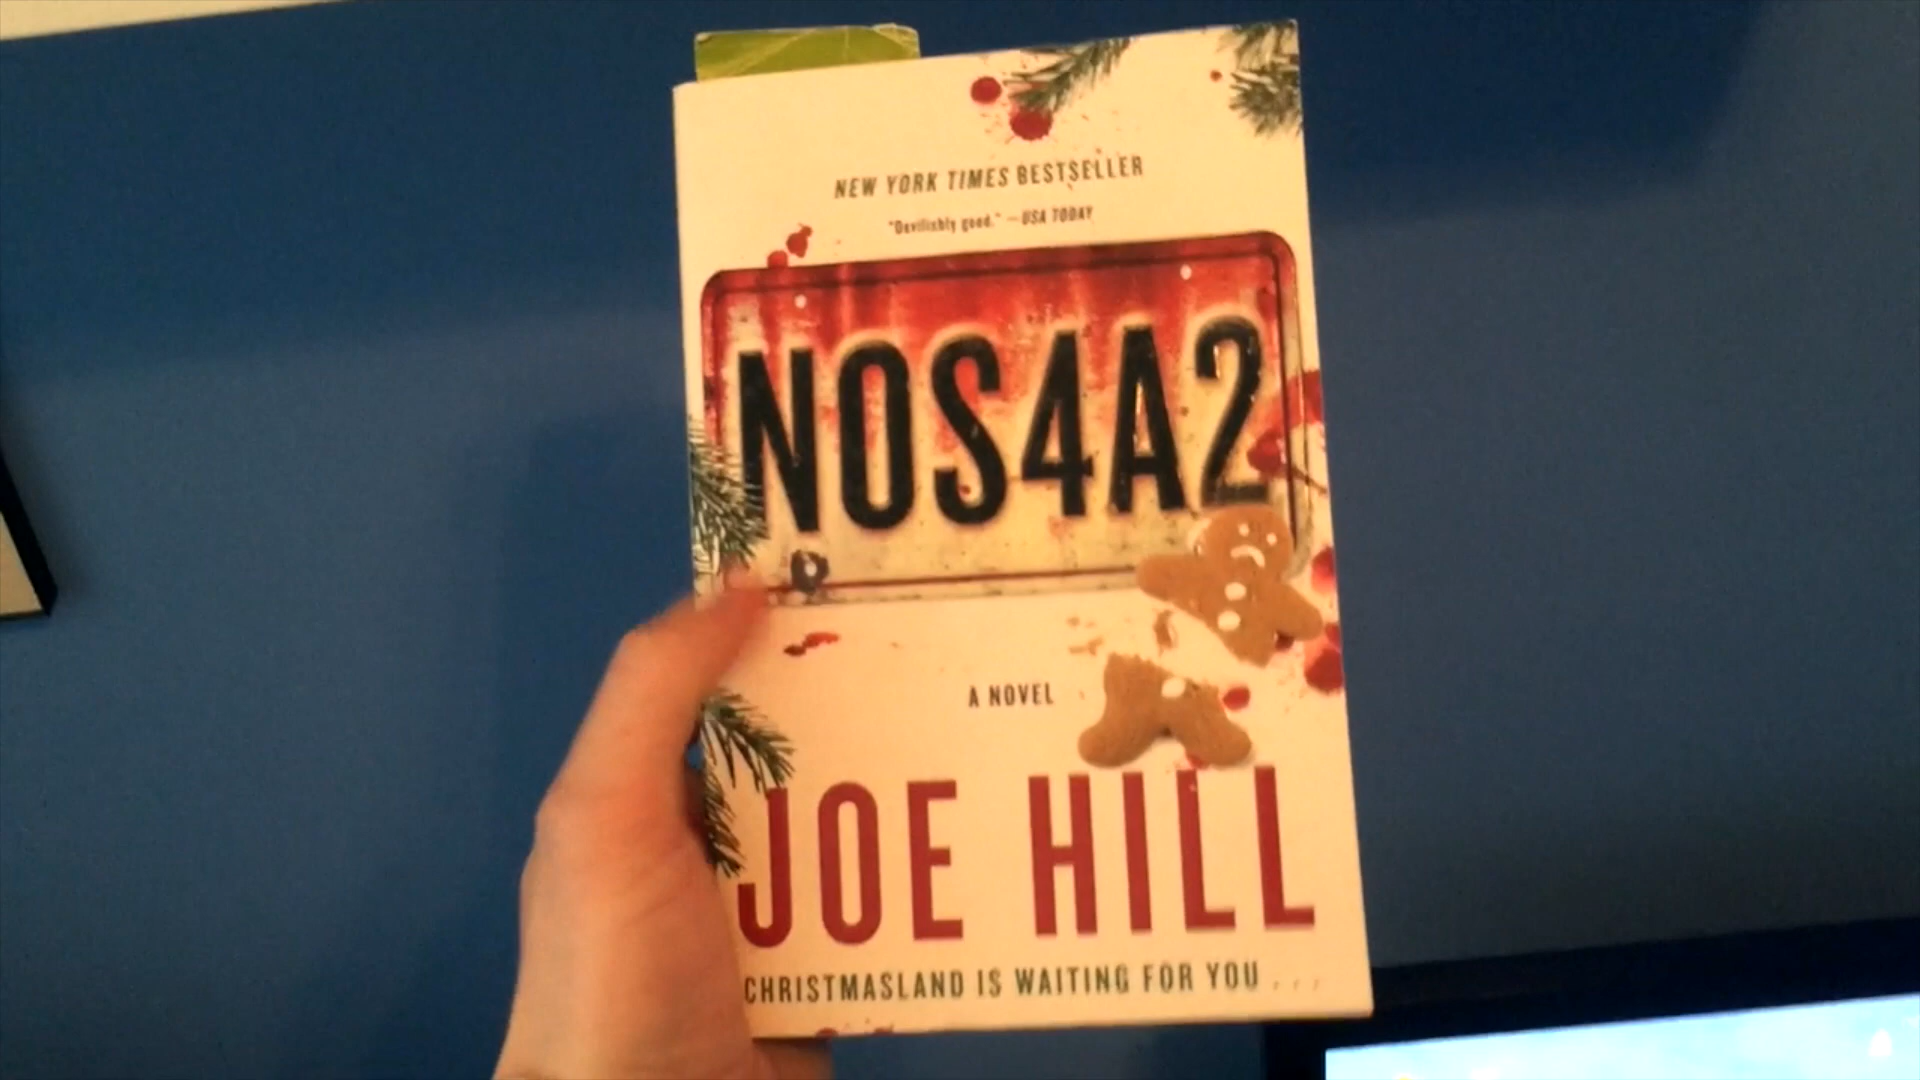 NEW YORK TIMES BESTSELLER
"Devilishly good." —USA TODAY
NOS4A2
A NOVEL
JOE HILL
CHRISTMASLAND IS WAITING FOR YOU . . .